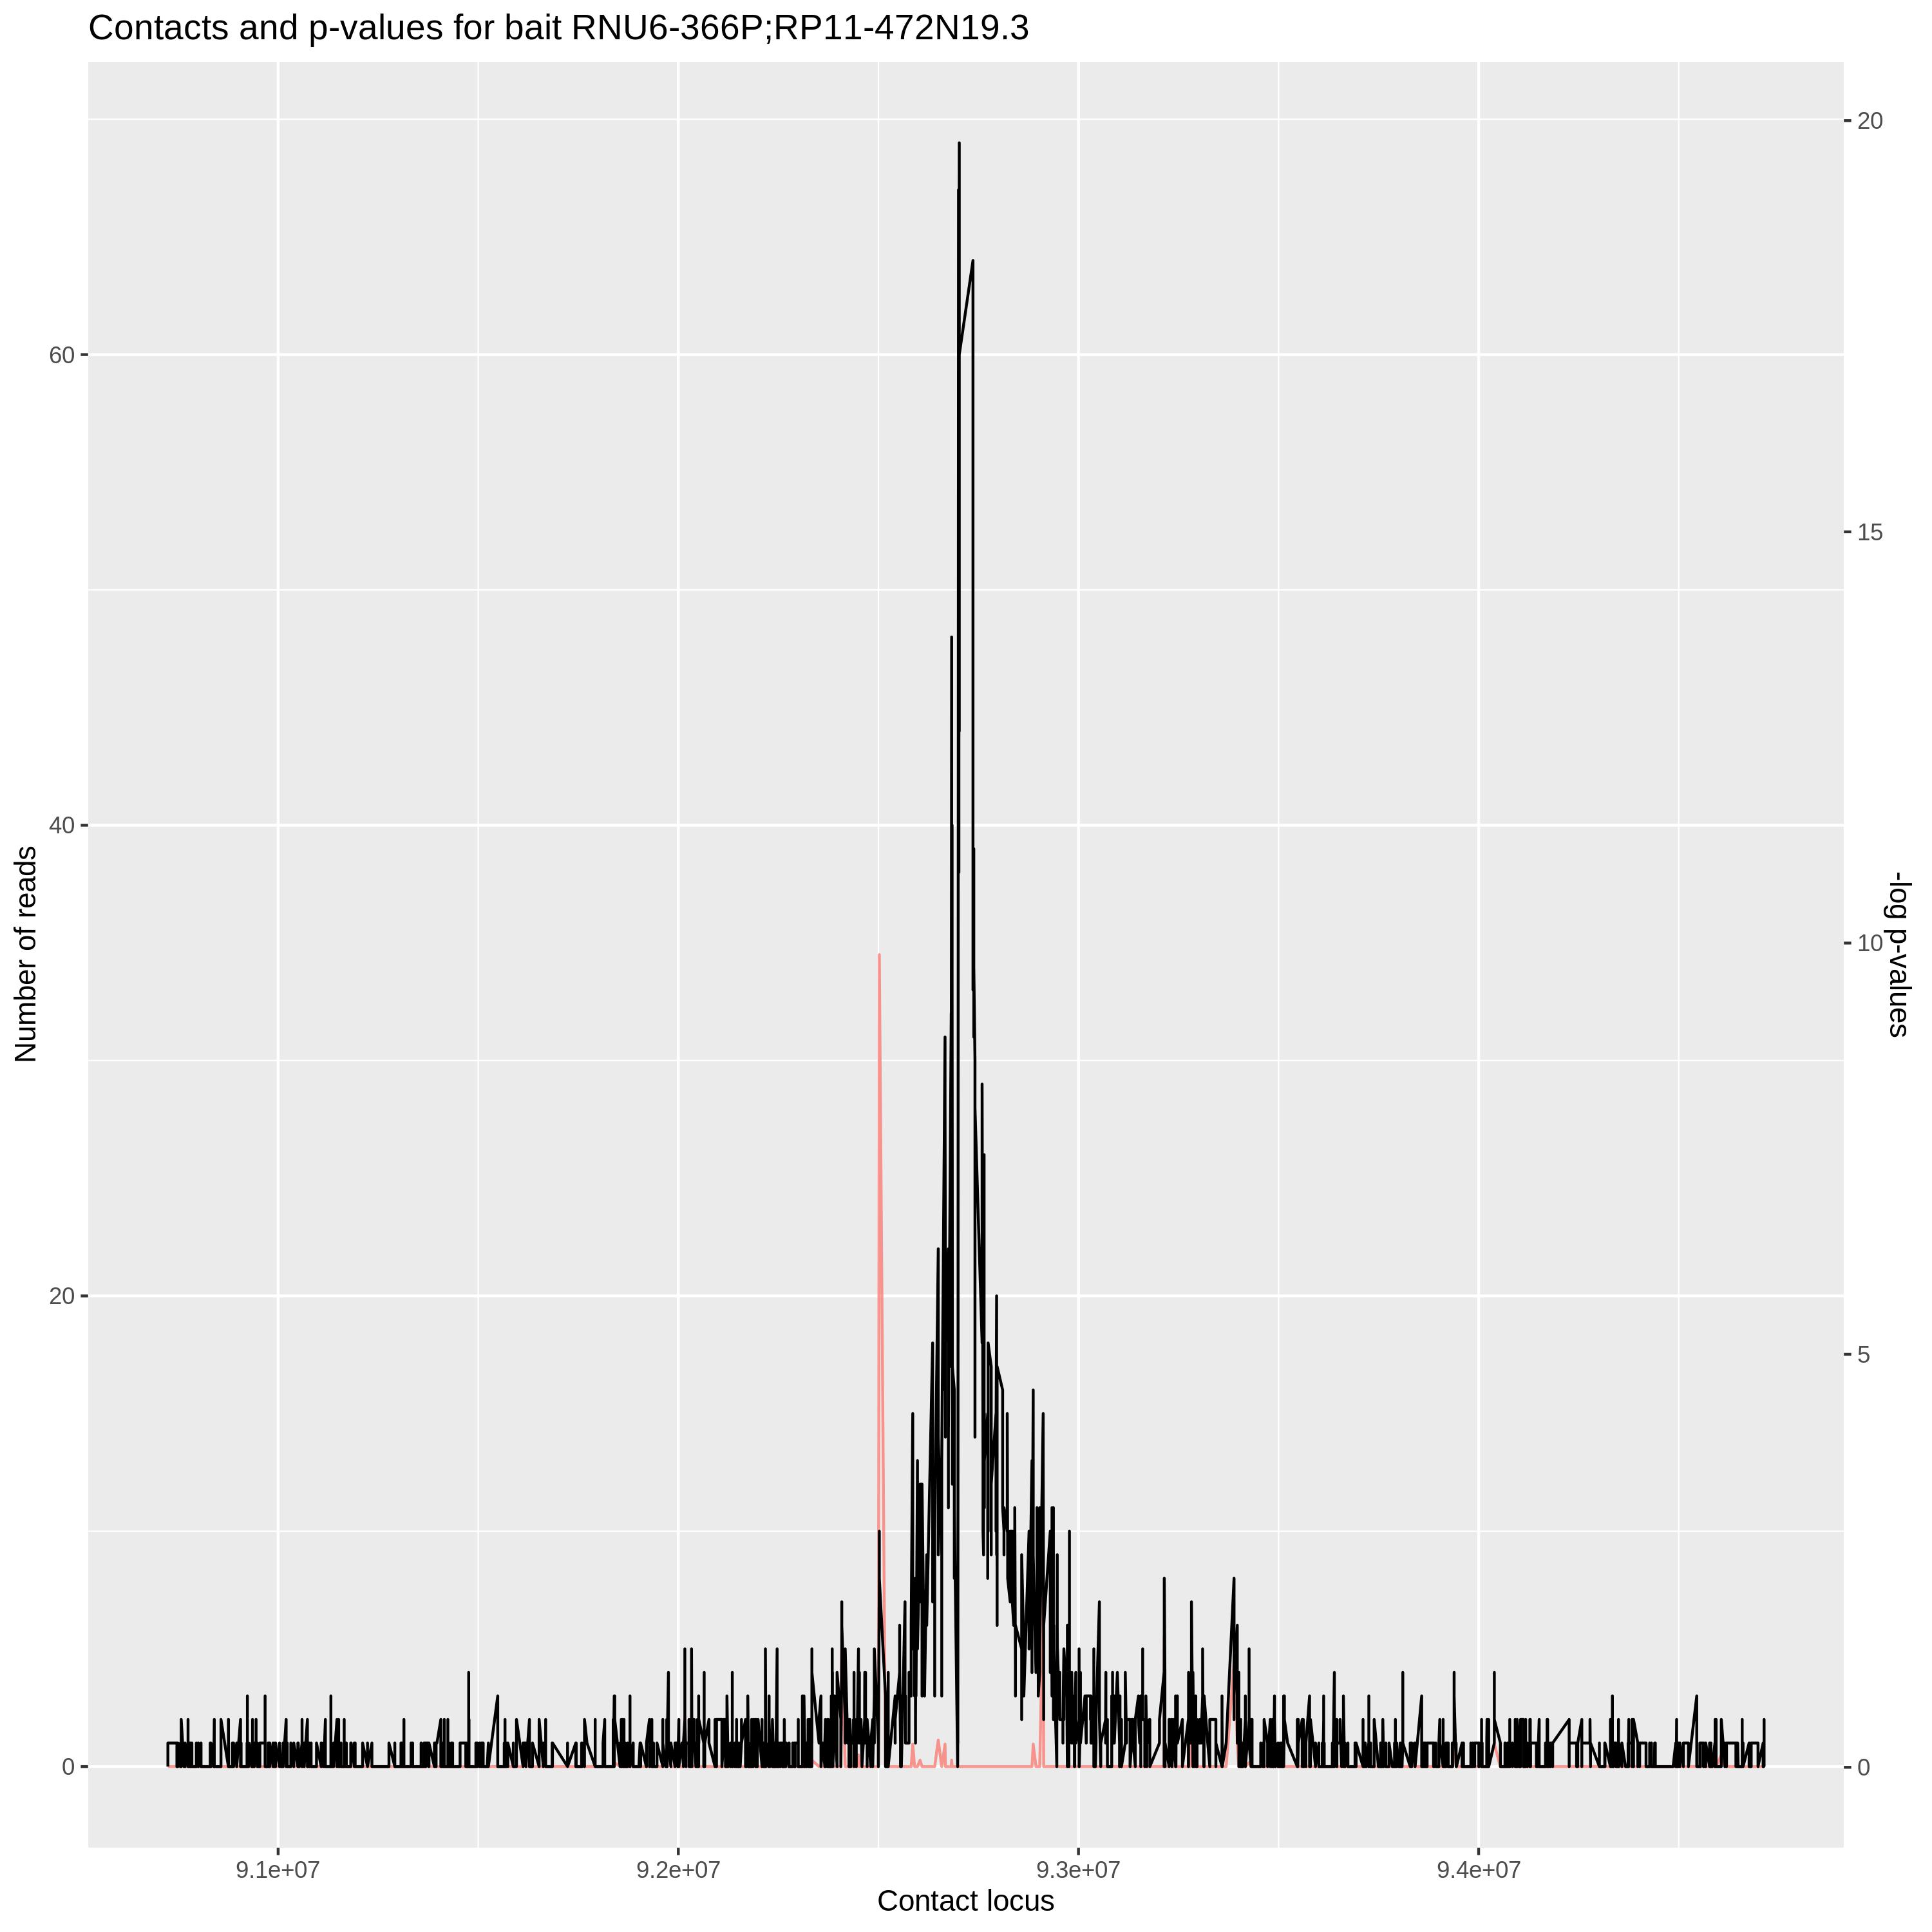 Contacts and p-values for bait RNU6-366P;RP11-472N19.3
20
60
15
40
10
20
5
0
0
Number of reads
-log p-values
9.1e+07
9.2e+07
9.3e+07
9.4e+07
Contact locus